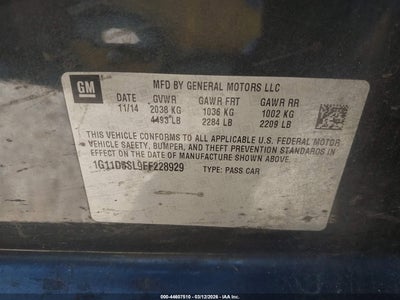 GM
MFD BY GENERAL MOTORS LLC
DATE GVWR GAWR FRT GAWR RR
11/14 2038 KG 1036 KG 1002 KG
4493 LB 2284 LB 2209 LB
THIS VEHICLE CONFORMS TO ALL APPLICABLE U.S. FEDERAL MOTOR
VEHICLE SAFETY, BUMPER, AND THEFT PREVENTION STANDARDS
IN EFFECT ON THE DATE OF MANUFACTURE SHOWN ABOVE.
1G11D5SL9FF228929 TYPE: PASS CAR
000-44607510 - 03/12/2026 - IAA Inc.